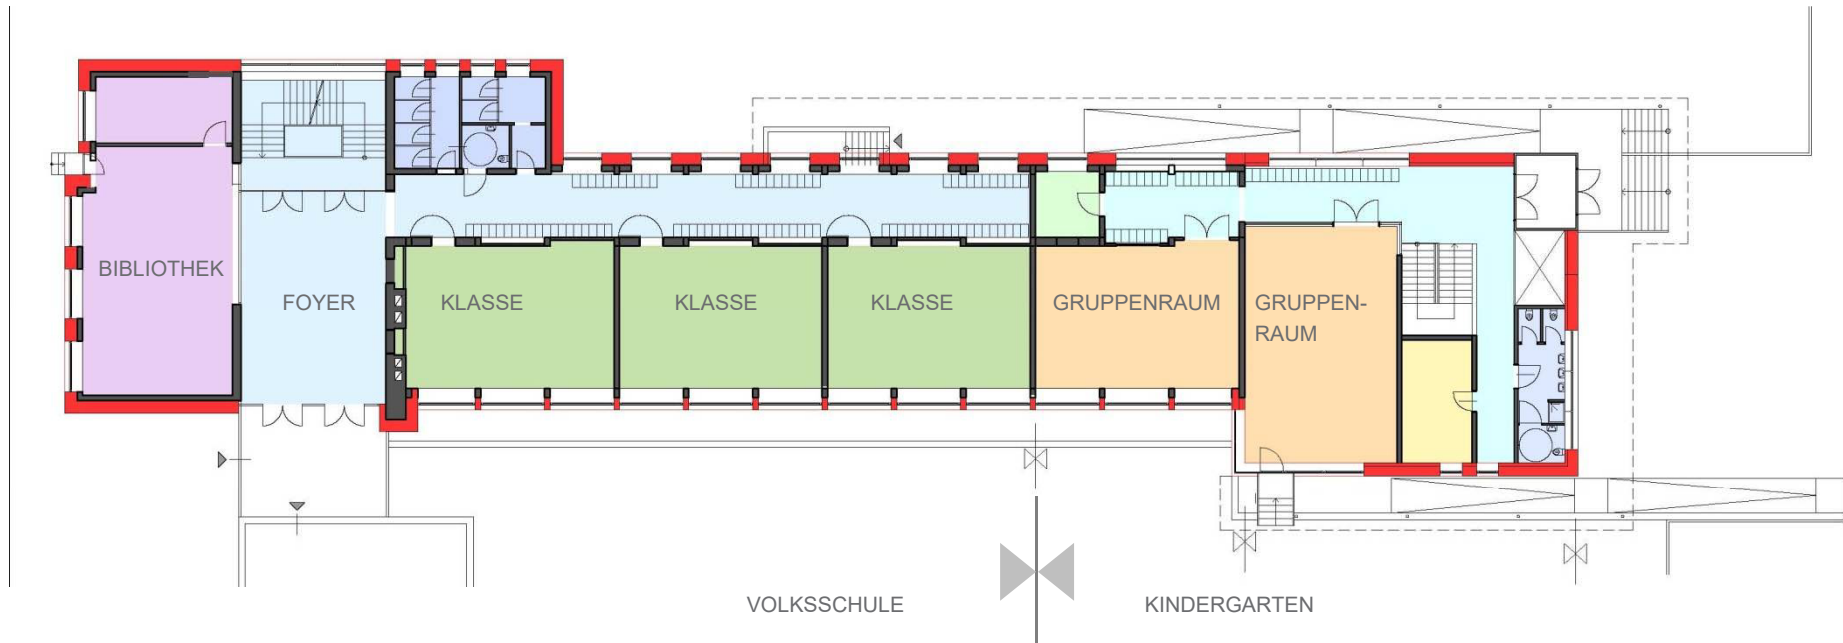 BIBLIOTHEK
FOYER
KLASSE
KLASSE
KLASSE
GRUPPENRAUM
GRUPPEN-
RAUM
VOLKSSCHULE
KINDERGARTEN